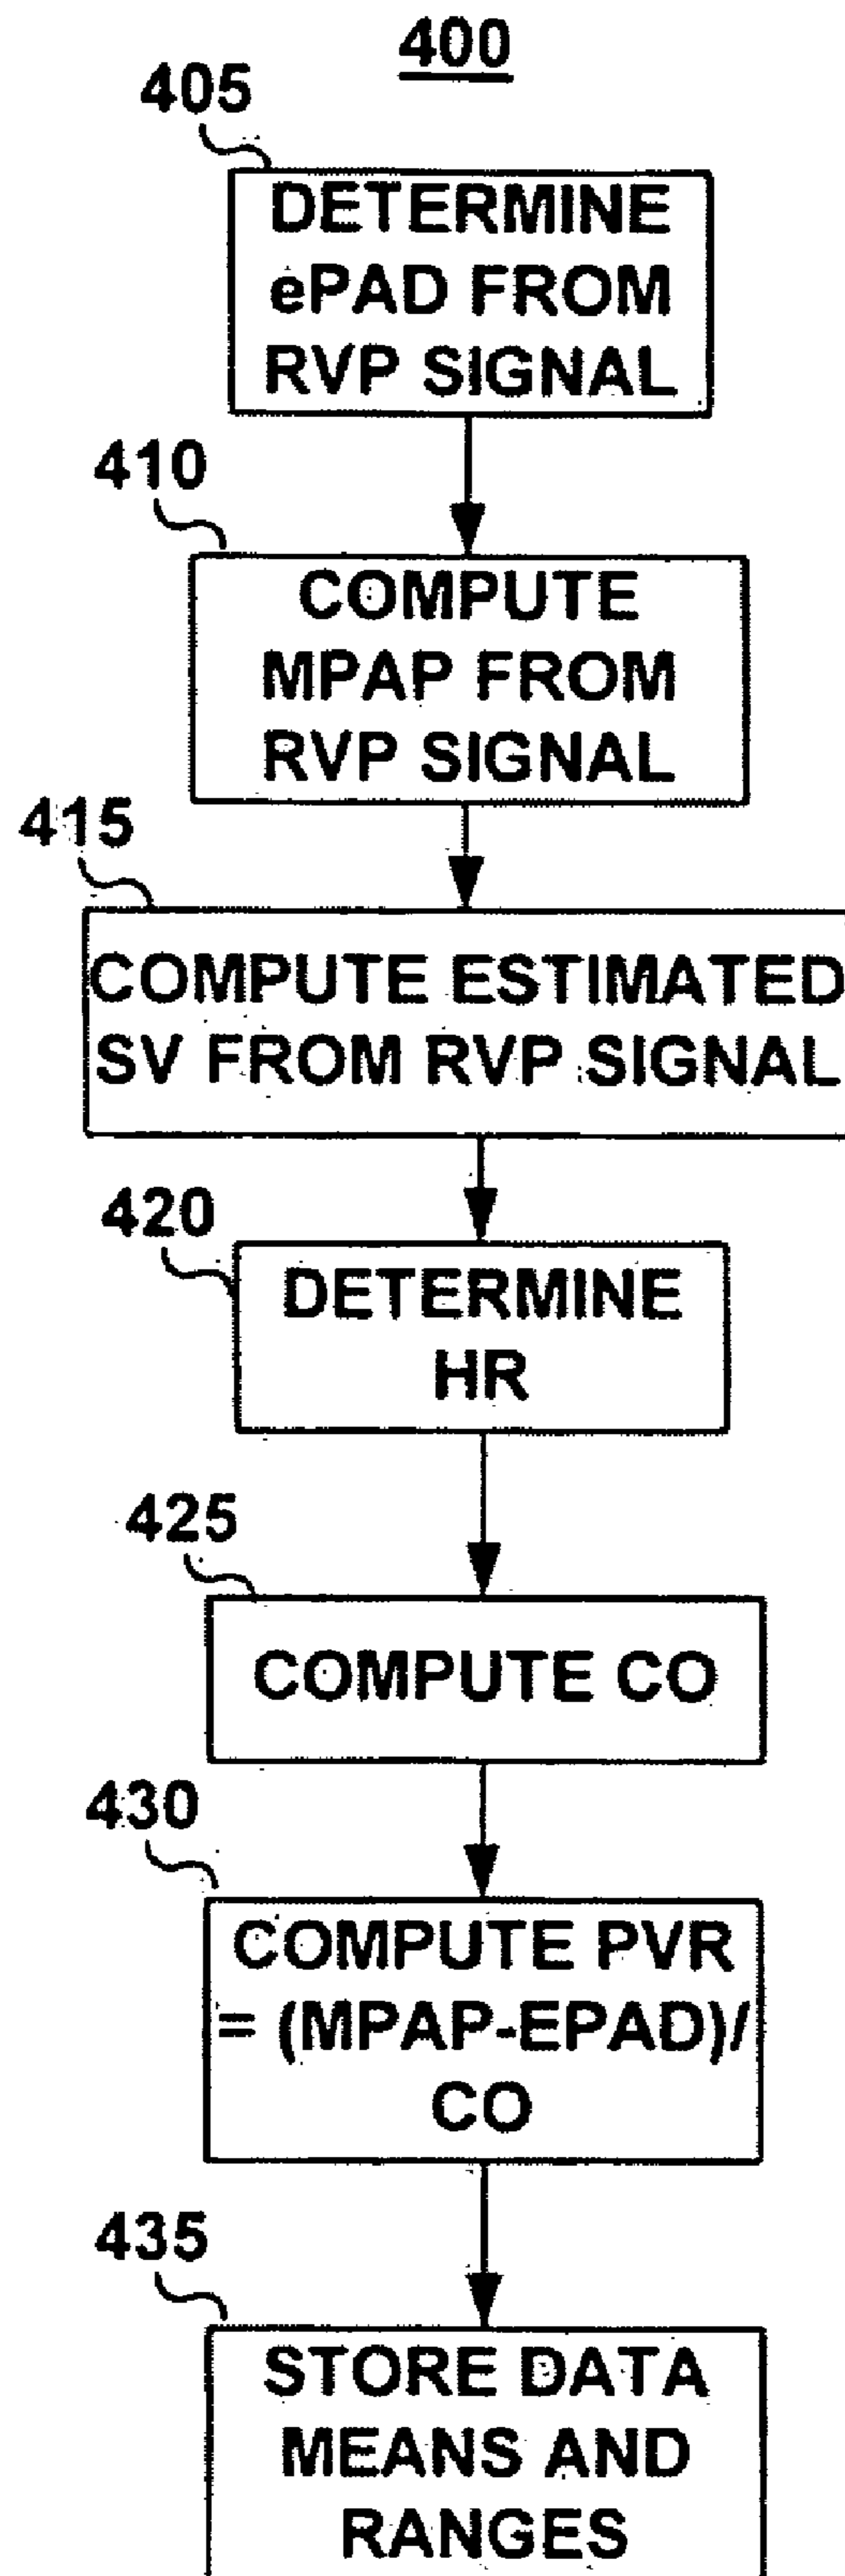 400
405
DETERMINE
ePAD FROM
RVP SIGNAL
410
COMPUTE
MPAP FROM
RVP SIGNAL
415
COMPUTE ESTIMATED
SV FROM RVP SIGNAL
420
DETERMINE
HR
425
COMPUTE CO
430
COMPUTE PVR
= (MPAP-EPAD)/
CO
435
STORE DATA
MEANS AND
RANGES